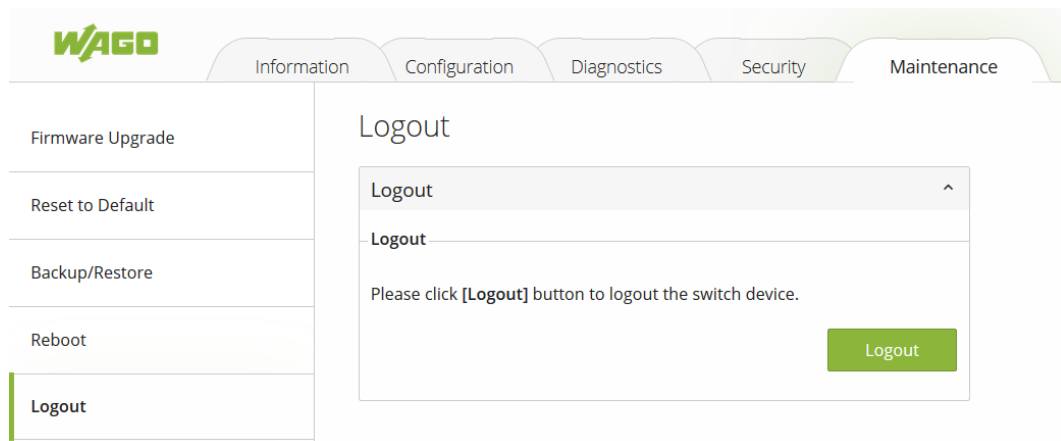 WAGO
Information Configuration Diagnostics Security Maintenance
Firmware Upgrade
Reset to Default
Backup/Restore
Reboot
Logout
Logout
Logout
Logout
Please click [Logout] button to logout the switch device.
Logout